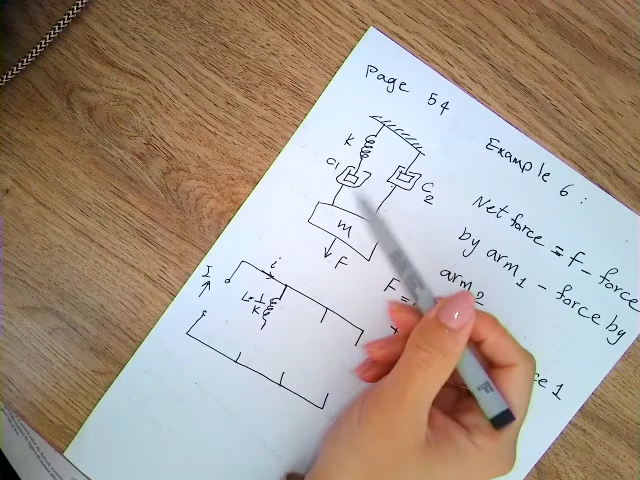 Page 54
Example 6 :
K
C1
C2
m
F
Net force = f - force
by arm1 - force by
arm2
F =
+
ce 1
i
L = 1/K